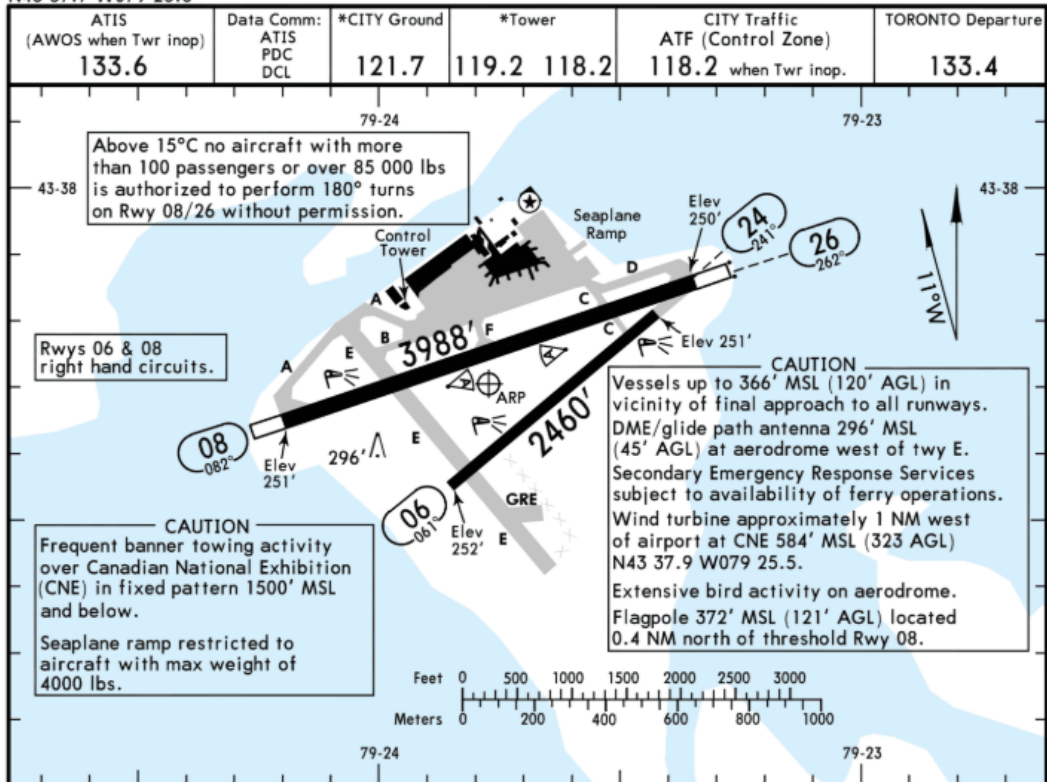 ATIS
(AWOS when Twr inop)
133.6
Data Comm:
ATIS
PDC
DCL
*CITY Ground
121.7
*Tower
119.2 118.2
CITY Traffic
ATF (Control Zone)
118.2 when Twr inop.
TORONTO Departure
133.4
79-24
79-23
Above 15°C no aircraft with more
than 100 passengers or over 85 000 lbs
is authorized to perform 180° turns
on Rwy 08/26 without permission.
43-38
43-38
Control
Tower
Seaplane
Ramp
Elev
250'
24
241°
26
262°
11°W
D
A
C
B
F
C
E
3988'
Elev 251'
Rwys 06 & 08
right hand circuits.
A
A
A
ARP
2460'
08
082°
Elev
251'
296'
E
06
061°
Elev
252'
GRE
E
CAUTION
Vessels up to 366' MSL (120' AGL) in
vicinity of final approach to all runways.
DME/glide path antenna 296' MSL
(45' AGL) at aerodrome west of twy E.
Secondary Emergency Response Services
subject to availability of ferry operations.
Wind turbine approximately 1 NM west
of airport at CNE 584' MSL (323 AGL)
N43 37.9 W079 25.5.
Extensive bird activity on aerodrome.
Flagpole 372' MSL (121' AGL) located
0.4 NM north of threshold Rwy 08.
CAUTION
Frequent banner towing activity
over Canadian National Exhibition
(CNE) in fixed pattern 1500' MSL
and below.
Seaplane ramp restricted to
aircraft with max weight of
4000 lbs.
Feet 0 500 1000 1500 2000 2500 3000
Meters 0 200 400 600 800 1000
79-24
79-23